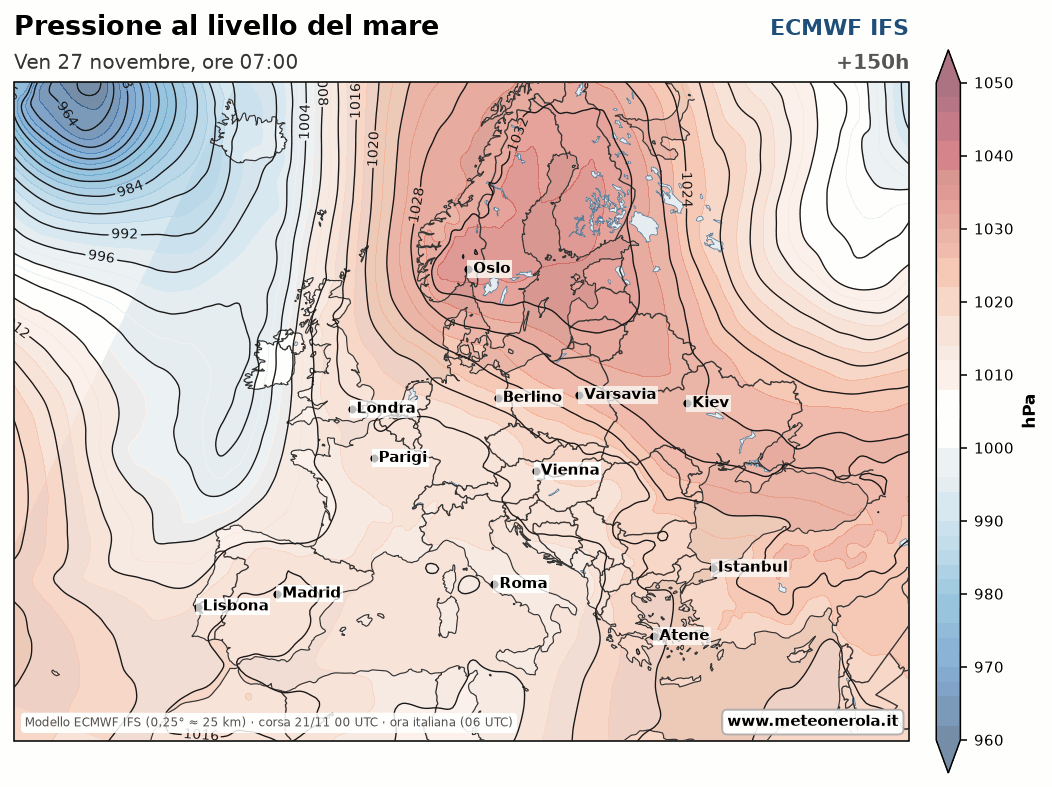 Pressione al livello del mare
ECMWF IFS
Ven 27 novembre, ore 07:00
+150h
964
984
992
996
1004
1016
1020
1028
1032
1024
12
1016
Oslo
Londra
Berlino
Varsavia
Kiev
Parigi
Vienna
Lisbona
Madrid
Roma
Istanbul
Atene
1050
1040
1030
1020
1010
1000
990
980
970
960
hPa
Modello ECMWF IFS (0,25° ≈ 25 km) · corsa 21/11 00 UTC · ora italiana (06 UTC)
www.meteonerola.it